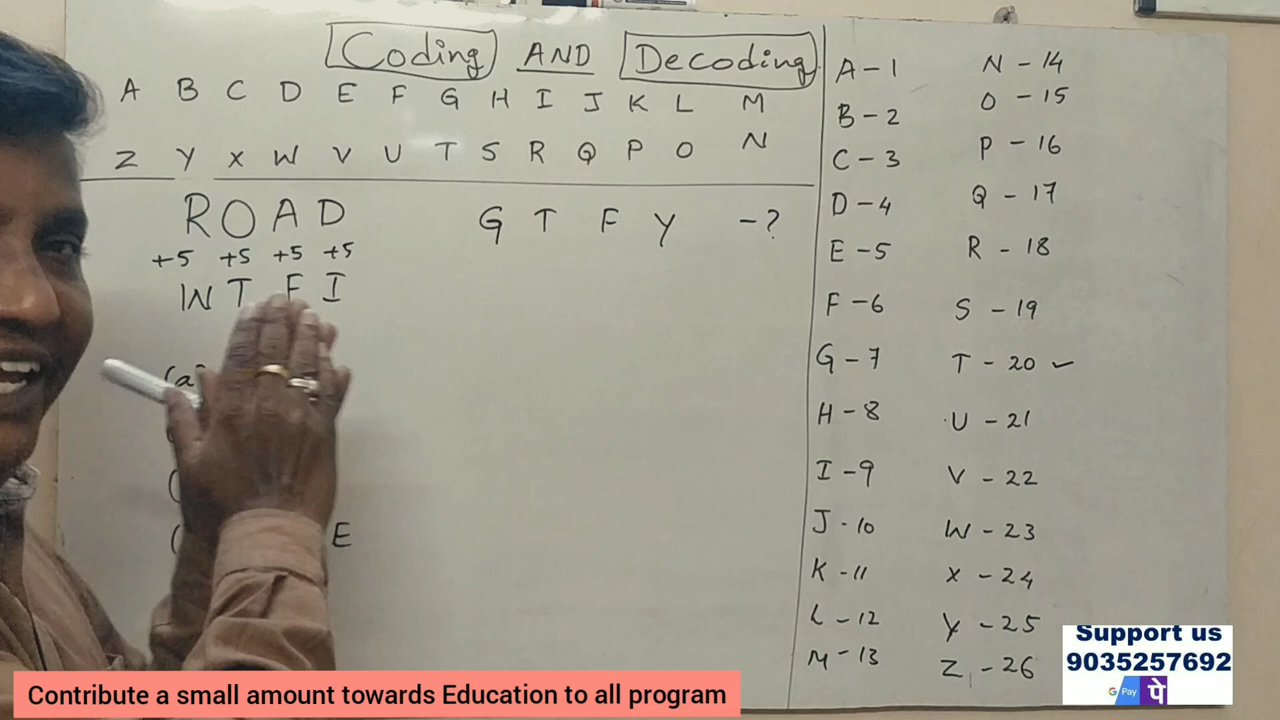 Coding AND Decoding
A B C D E F G H I J K L M
Z Y X W V U T S R Q P O N
ROAD
+5 +5 +5 +5
W T F I
G T F Y - ?
(a)
E
A - 1
B - 2
C - 3
D - 4
E - 5
F - 6
G - 7
H - 8
I - 9
J - 10
K - 11
L - 12
M - 13
N - 14
O - 15
P - 16
Q - 17
R - 18
S - 19
T - 20 ✓
U - 21
V - 22
W - 23
X - 24
Y - 25
Z - 26
Support us
9035257692
G Pay पे
Contribute a small amount towards Education to all program